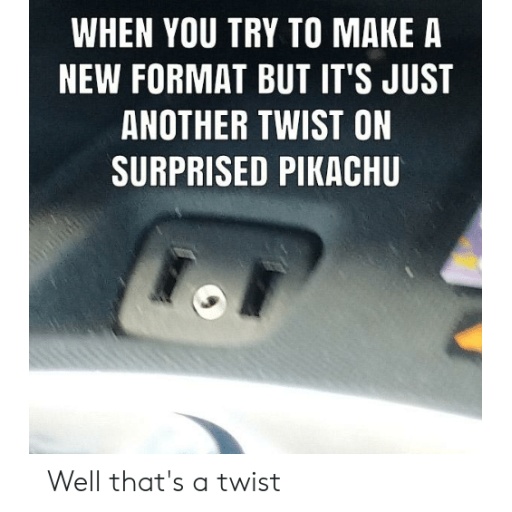 WHEN YOU TRY TO MAKE A
NEW FORMAT BUT IT'S JUST
ANOTHER TWIST ON
SURPRISED PIKACHU
Well that's a twist